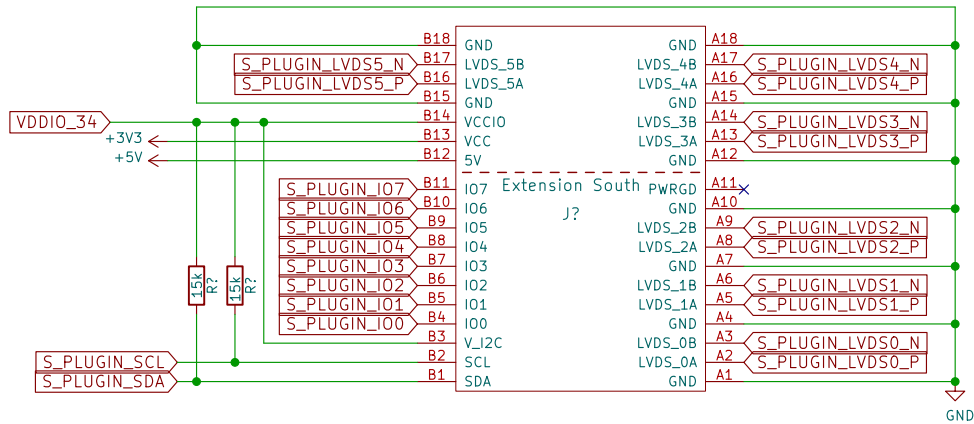 B18 GND GND A18
S_PLUGIN_LVDS5_N B17 LVDS_5B LVDS_4B A17 S_PLUGIN_LVDS4_N
S_PLUGIN_LVDS5_P B16 LVDS_5A LVDS_4A A16 S_PLUGIN_LVDS4_P
B15 GND GND A15
VDDIO_34 B14 VCCIO LVDS_3B A14 S_PLUGIN_LVDS3_N
+3V3 B13 VCC LVDS_3A A13 S_PLUGIN_LVDS3_P
+5V B12 5V GND A12
S_PLUGIN_IO7 B11 IO7 Extension South PWRGD A11
S_PLUGIN_IO6 B10 IO6 J? GND A10
S_PLUGIN_IO5 B9 IO5 LVDS_2B A9 S_PLUGIN_LVDS2_N
S_PLUGIN_IO4 B8 IO4 LVDS_2A A8 S_PLUGIN_LVDS2_P
S_PLUGIN_IO3 B7 IO3 GND A7
15k R? 15k R? S_PLUGIN_IO2 B6 IO2 LVDS_1B A6 S_PLUGIN_LVDS1_N
S_PLUGIN_IO1 B5 IO1 LVDS_1A A5 S_PLUGIN_LVDS1_P
S_PLUGIN_IO0 B4 IO0 GND A4
B3 V_I2C LVDS_0B A3 S_PLUGIN_LVDS0_N
S_PLUGIN_SCL B2 SCL LVDS_0A A2 S_PLUGIN_LVDS0_P
S_PLUGIN_SDA B1 SDA GND A1
GND